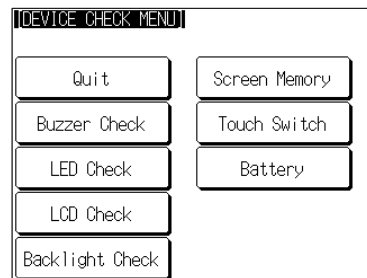 [DEVICE CHECK MENU]
Quit
Screen Memory
Buzzer Check
Touch Switch
LED Check
Battery
LCD Check
Backlight Check